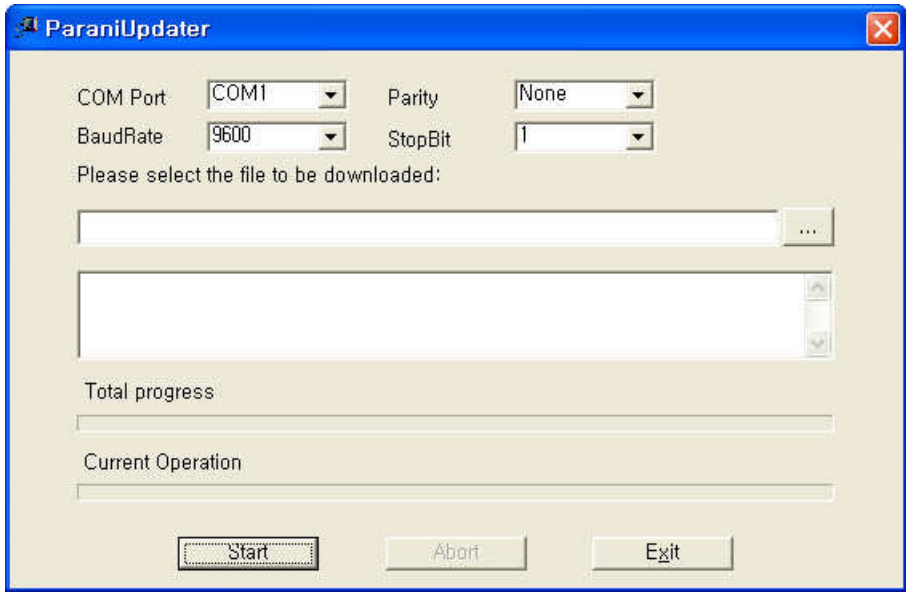 ParaniUpdater
COM Port COM1 Parity None
BaudRate 9600 StopBit 1
Please select the file to be downloaded:
...
Total progress
Current Operation
Start Abort Exit